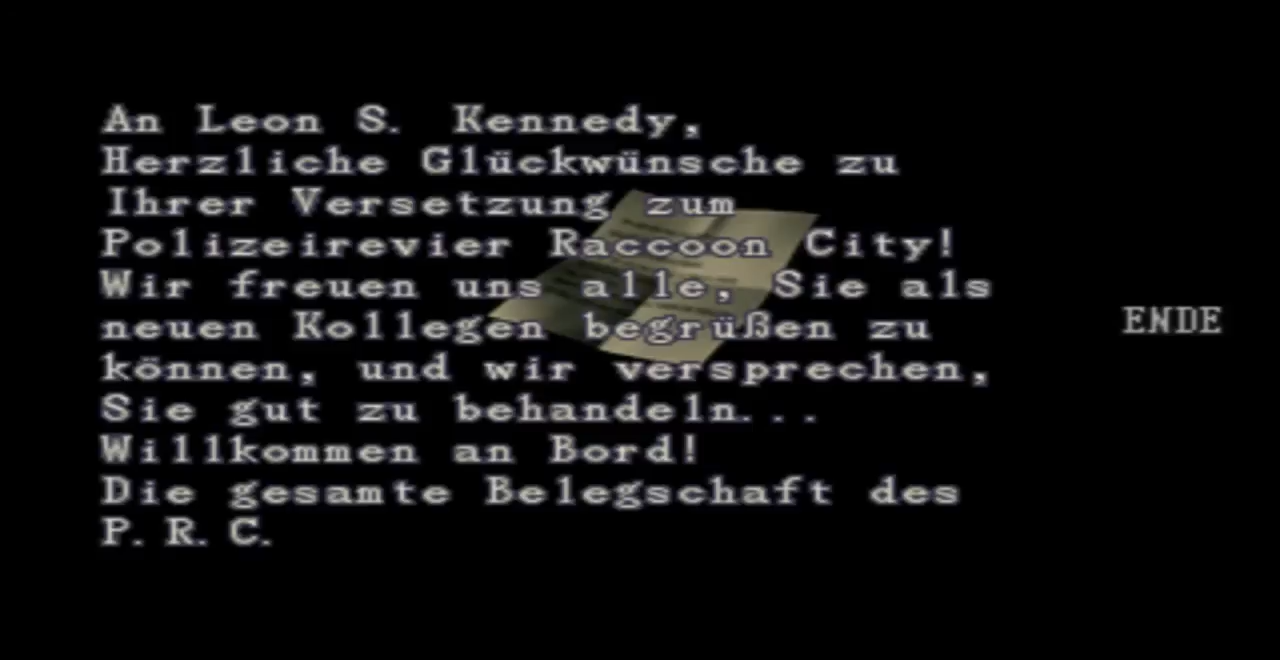 An Leon S. Kennedy,
Herzliche Glückwünsche zu
Ihrer Versetzung zum
Polizeirevier Raccoon City!
Wir freuen uns alle, Sie als
neuen Kollegen begrüßen zu
können, und wir versprechen,
Sie gut zu behandeln...
Willkommen an Bord!
Die gesamte Belegschaft des
P.R.C.
ENDE